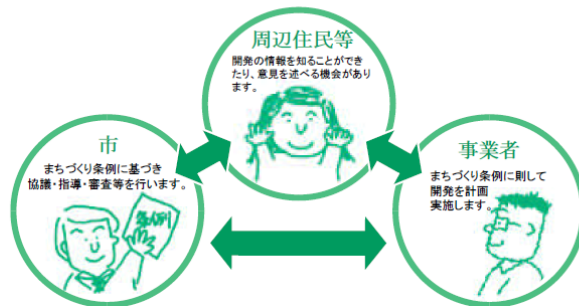 周辺住民等
開発の情報を知ることができ
たり、意見を述べる機会があり
ます。
市
まちづくり条例に基づき
協議・指導・審査等を行います。
条例
事業者
まちづくり条例に則して
開発を計画
実施します。